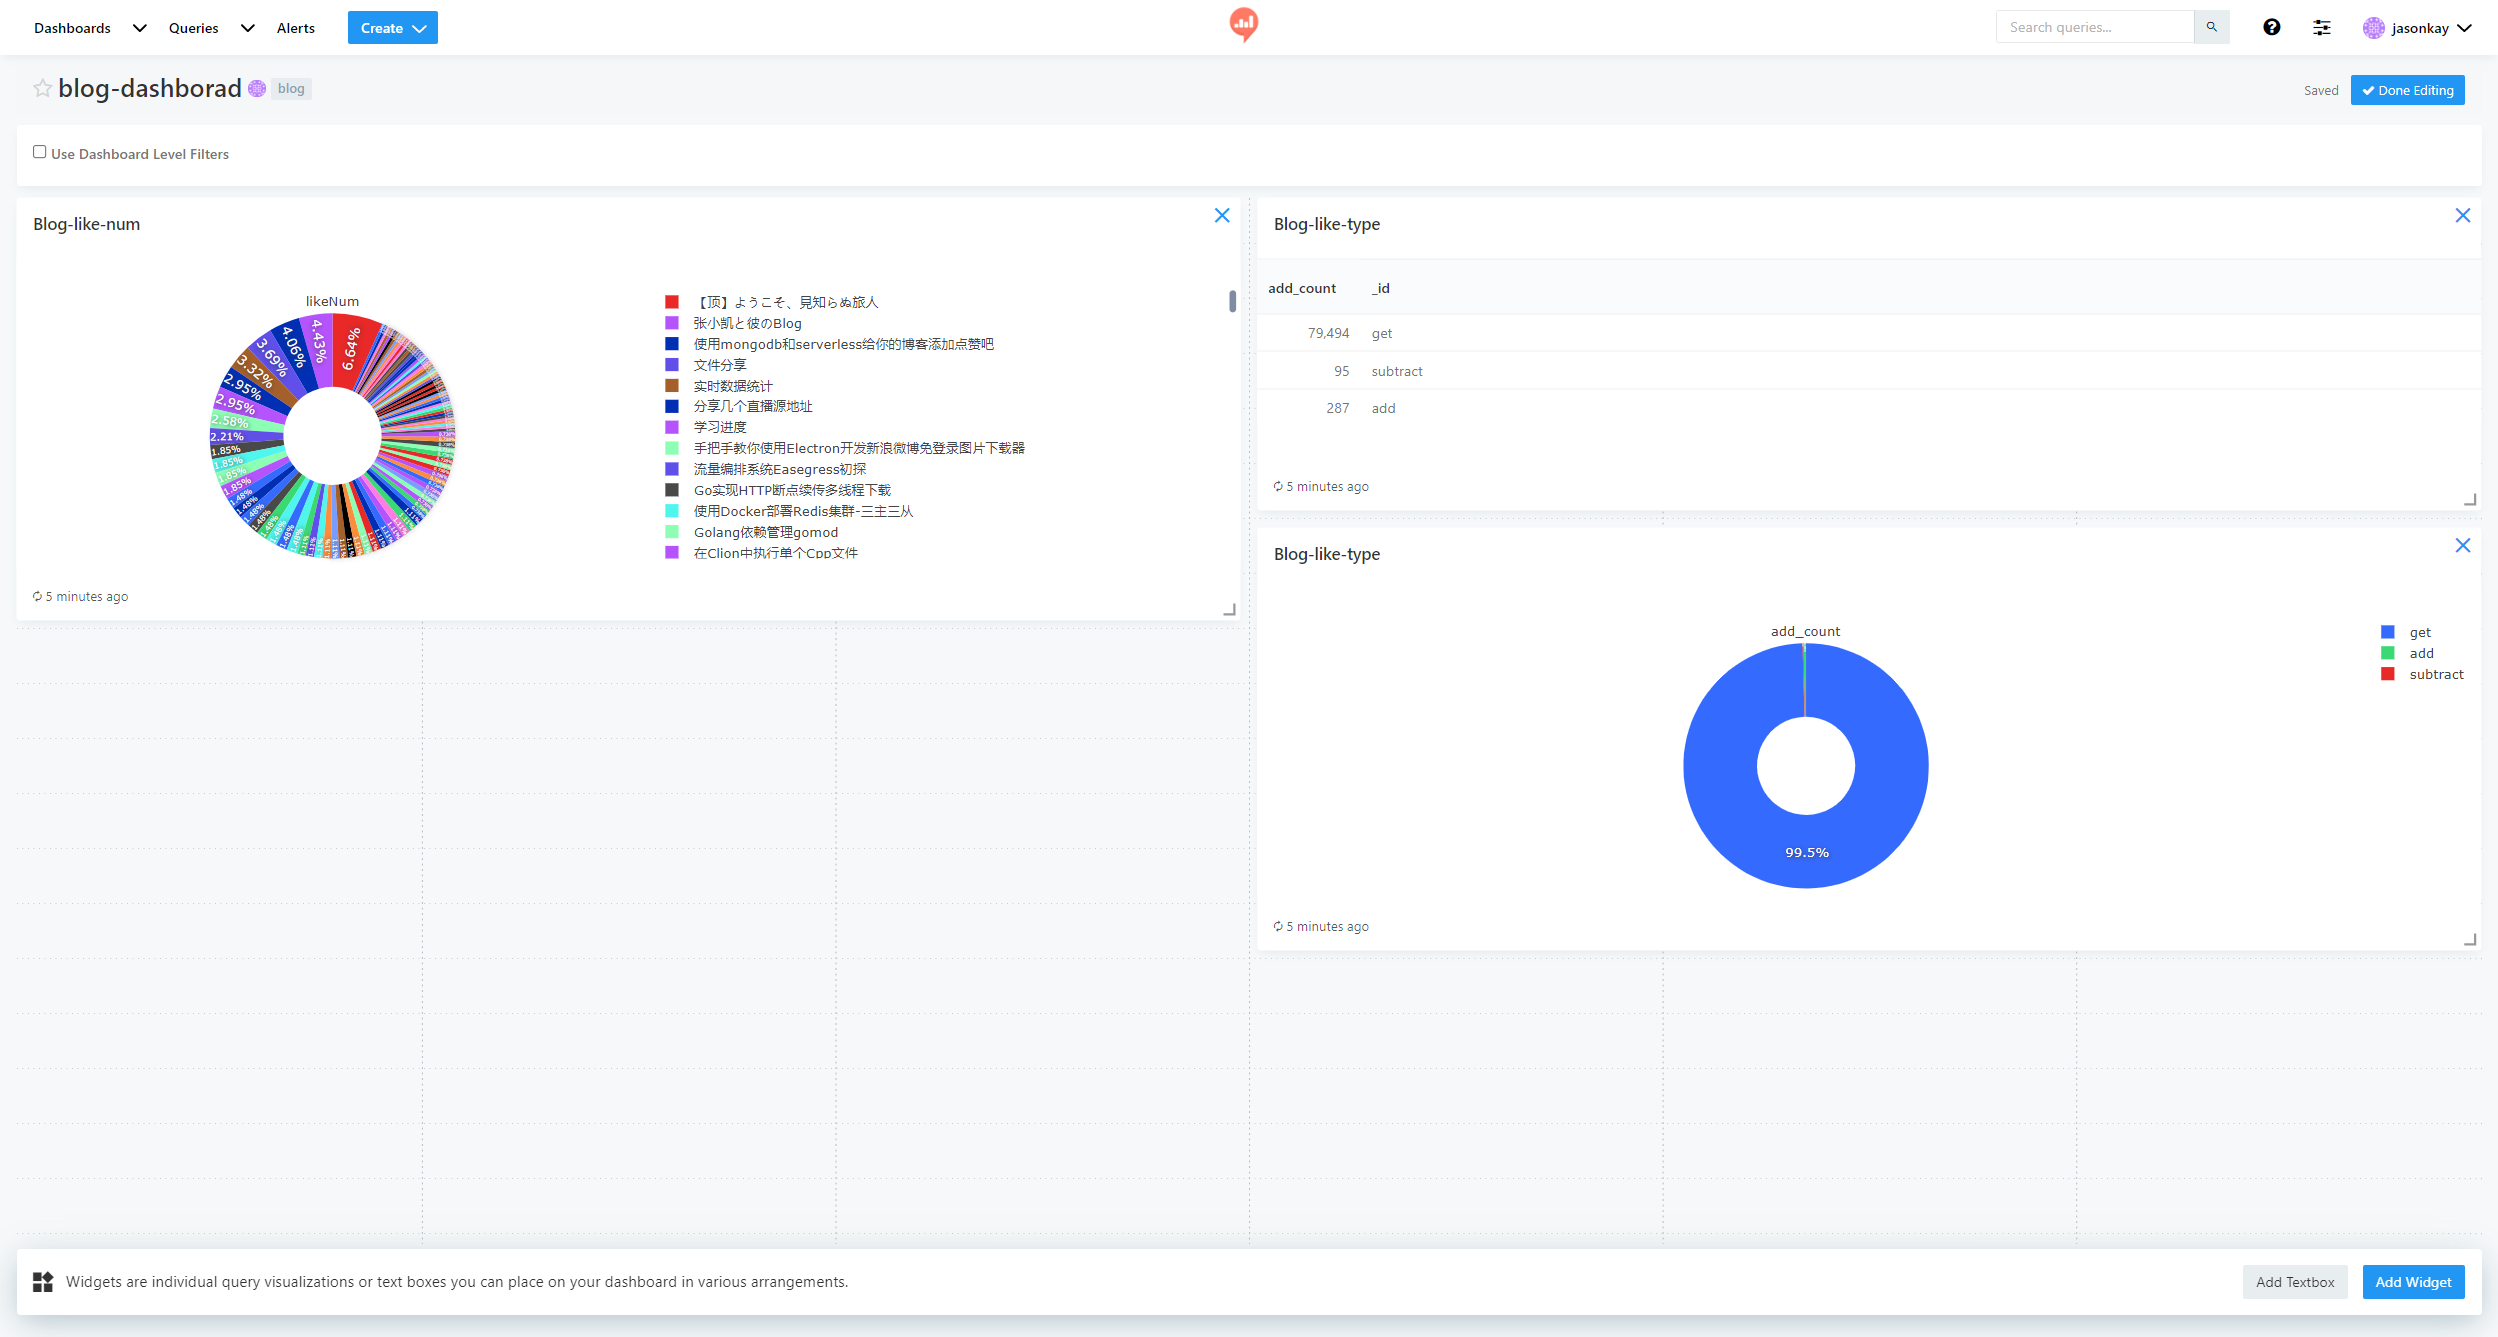 Dashboards Queries Alerts Create Search queries... jasonkay
blog-dashborad blog Saved Done Editing
Use Dashboard Level Filters
Blog-like-num
likeNum
6.64%
4.43%
4.06%
3.69%
3.32%
2.95%
2.95%
2.58%
2.21%
1.85%
1.85%
1.85%
1.85%
1.48%
1.48%
1.48%
1.48%
1.48%
1.48%
1.48%
1.11%
1.11%
【顶】ようこそ、見知らぬ旅人
张小凯と彼のBlog
使用mongodb和serverless给你的博客添加点赞吧
文件分享
实时数据统计
分享几个直播源地址
学习进度
手把手教你使用Electron开发新浪微博免登录图片下载器
流量编排系统Easegress初探
Go实现HTTP断点续传多线程下载
使用Docker部署Redis集群-三主三从
Golang依赖管理gomod
在Clion中执行单个Cpp文件
5 minutes ago
Blog-like-type
add_count _id
79,494 get
95 subtract
287 add
5 minutes ago
Blog-like-type
add_count
99.5%
get
add
subtract
5 minutes ago
Widgets are individual query visualizations or text boxes you can place on your dashboard in various arrangements.
Add Textbox Add Widget